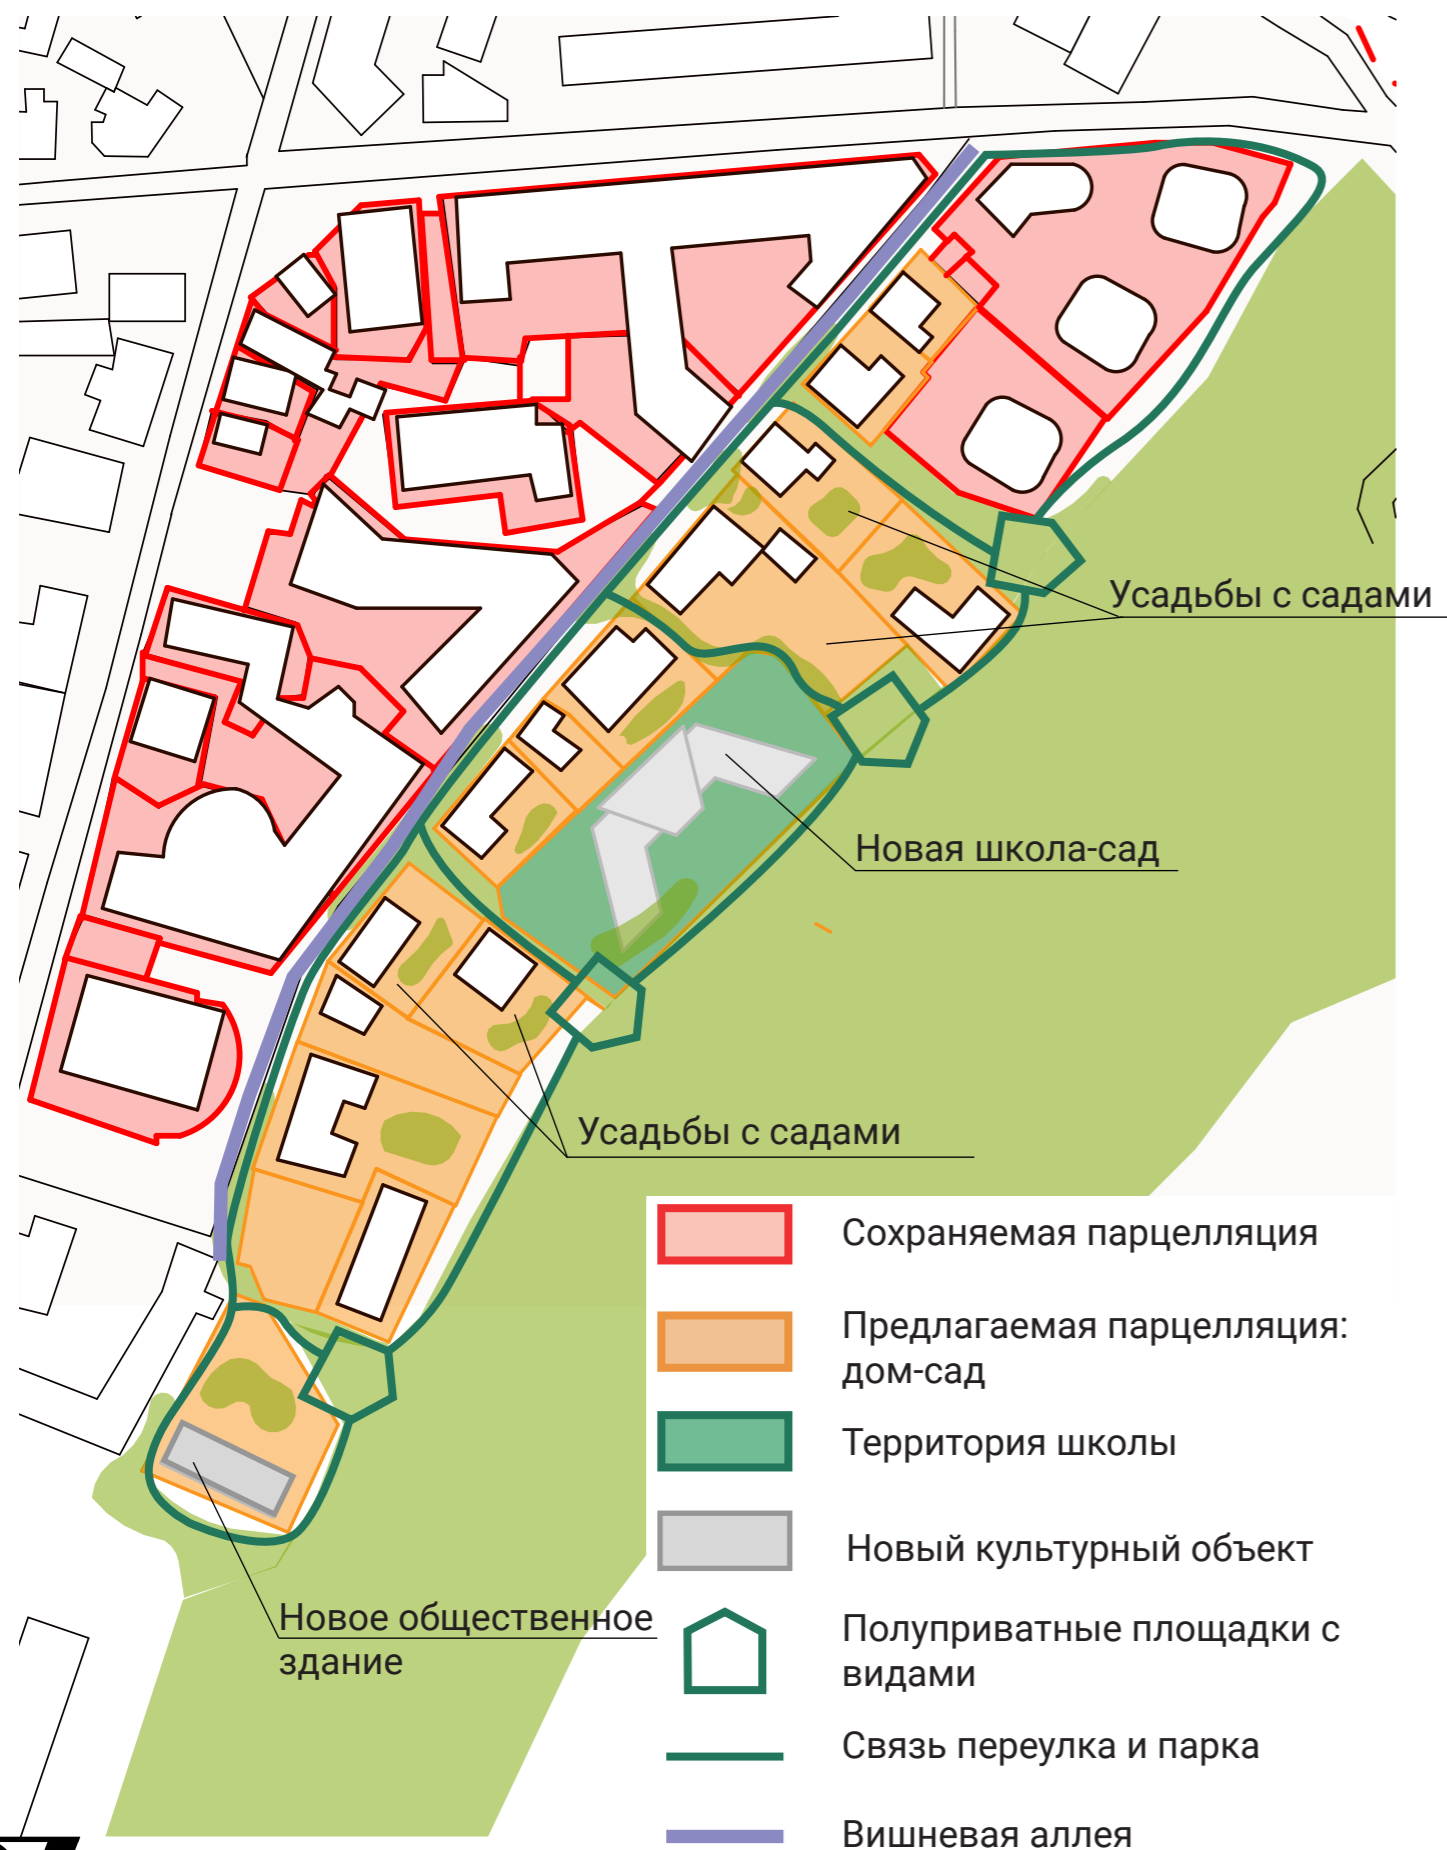 Усадьбы с садами
Новая школа-сад
Усадьбы с садами
Сохраняемая парцелляция
Предлагаемая парцелляция:
дом-сад
Территория школы
Новый культурный объект
Новое общественное
здание
Полуприватные площадки с
видами
Связь переулка и парка
Вишневая аллея